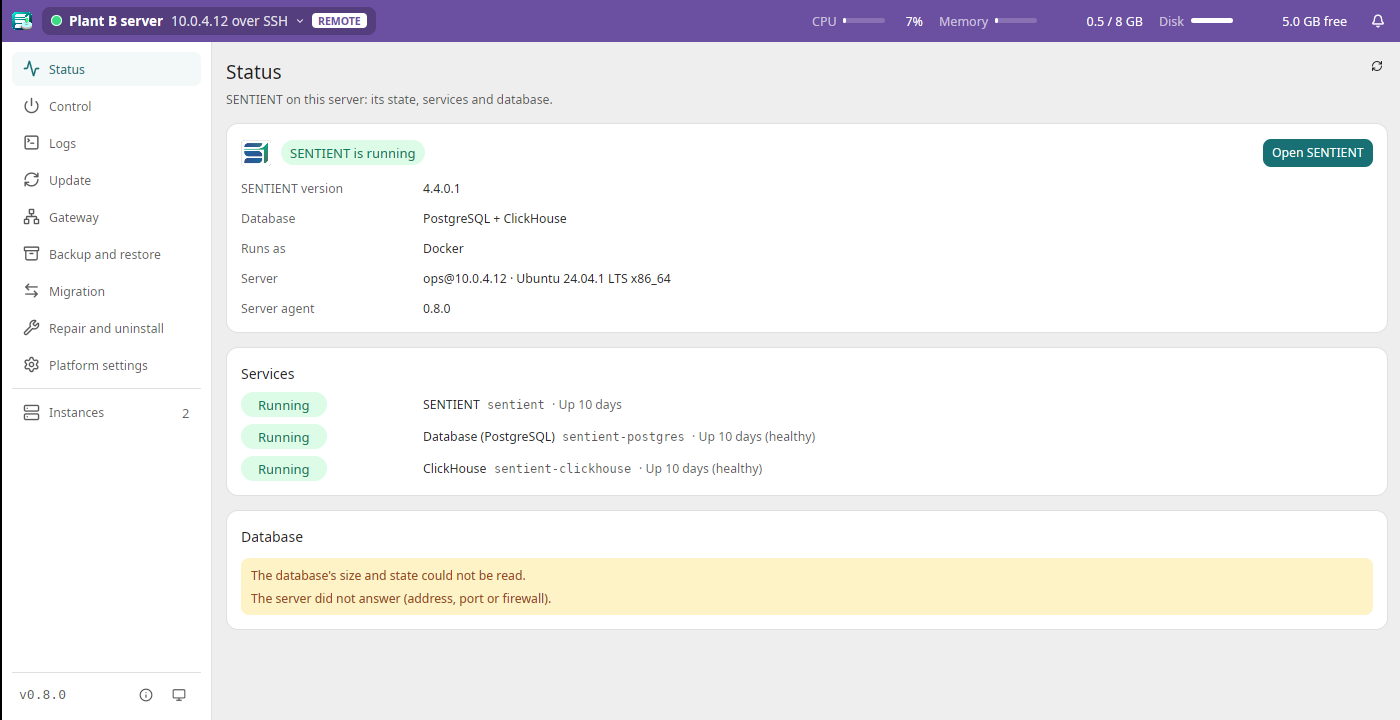 Plant B server 10.0.4.12 over SSH REMOTE CPU 7% Memory 0.5 / 8 GB Disk 5.0 GB free
Status
Control
Logs
Update
Gateway
Backup and restore
Migration
Repair and uninstall
Platform settings
Instances 2
v0.8.0
Status
SENTIENT on this server: its state, services and database.
SENTIENT is running Open SENTIENT
SENTIENT version 4.4.0.1
Database PostgreSQL + ClickHouse
Runs as Docker
Server ops@10.0.4.12 · Ubuntu 24.04.1 LTS x86_64
Server agent 0.8.0
Services
Running SENTIENT sentient · Up 10 days
Running Database (PostgreSQL) sentient-postgres · Up 10 days (healthy)
Running ClickHouse sentient-clickhouse · Up 10 days (healthy)
Database
The database's size and state could not be read.
The server did not answer (address, port or firewall).